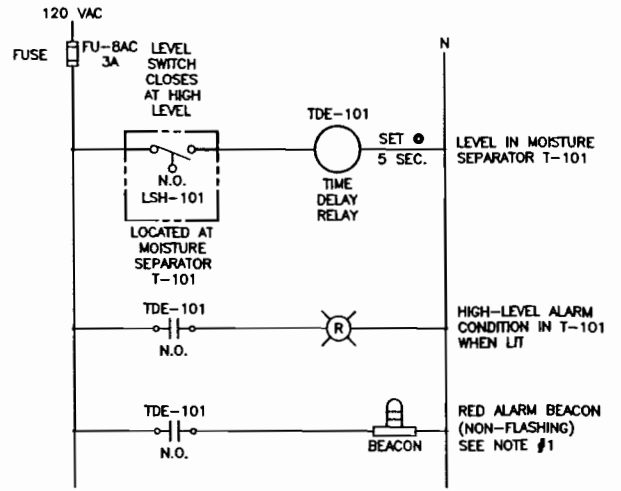 120 VAC
FUSE
FU-8AC
3A
LEVEL
SWITCH
CLOSES
AT HIGH
LEVEL
N
TDE-101
SET @
5 SEC.
LEVEL IN MOISTURE
SEPARATOR T-101
N.O.
LSH-101
TIME
DELAY
RELAY
LOCATED AT
MOISTURE
SEPARATOR
T-101
TDE-101
N.O.
R
HIGH-LEVEL ALARM
CONDITION IN T-101
WHEN LIT
TDE-101
N.O.
BEACON
RED ALARM BEACON
(NON-FLASHING)
SEE NOTE #1